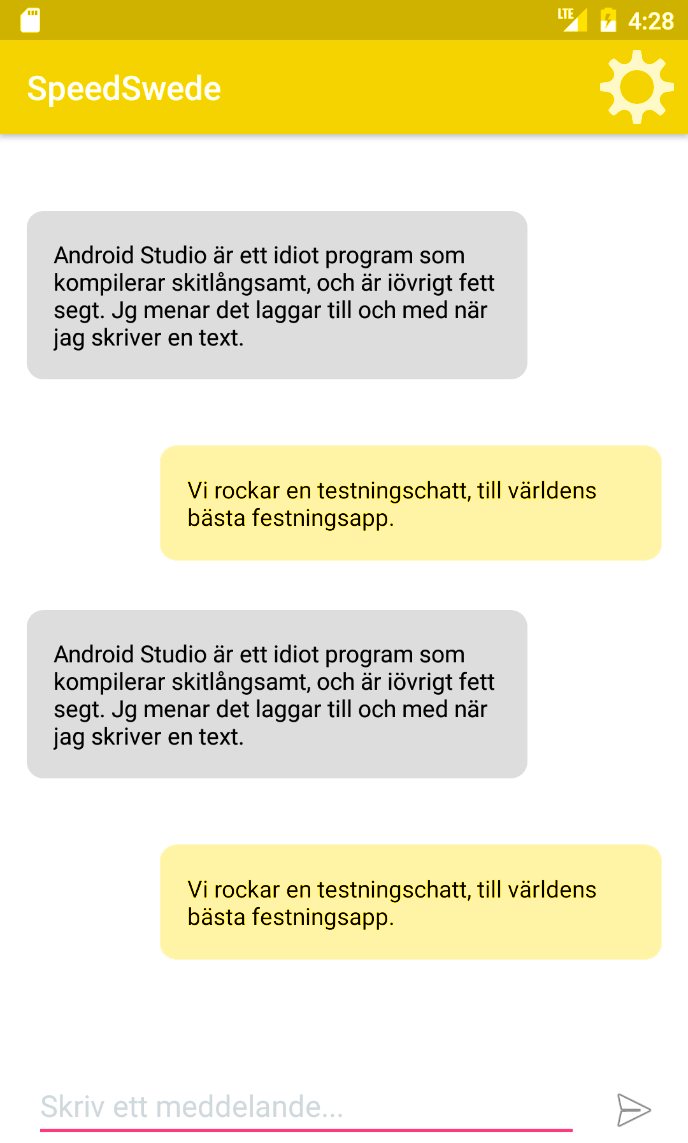 LTE 4:28
SpeedSwede
Android Studio är ett idiot program som
kompilerar skitlångsamt, och är iövrigt fett
segt. Jg menar det laggar till och med när
jag skriver en text.
Vi rockar en testningschatt, till världens
bästa festningsapp.
Android Studio är ett idiot program som
kompilerar skitlångsamt, och är iövrigt fett
segt. Jg menar det laggar till och med när
jag skriver en text.
Vi rockar en testningschatt, till världens
bästa festningsapp.
Skriv ett meddelande...